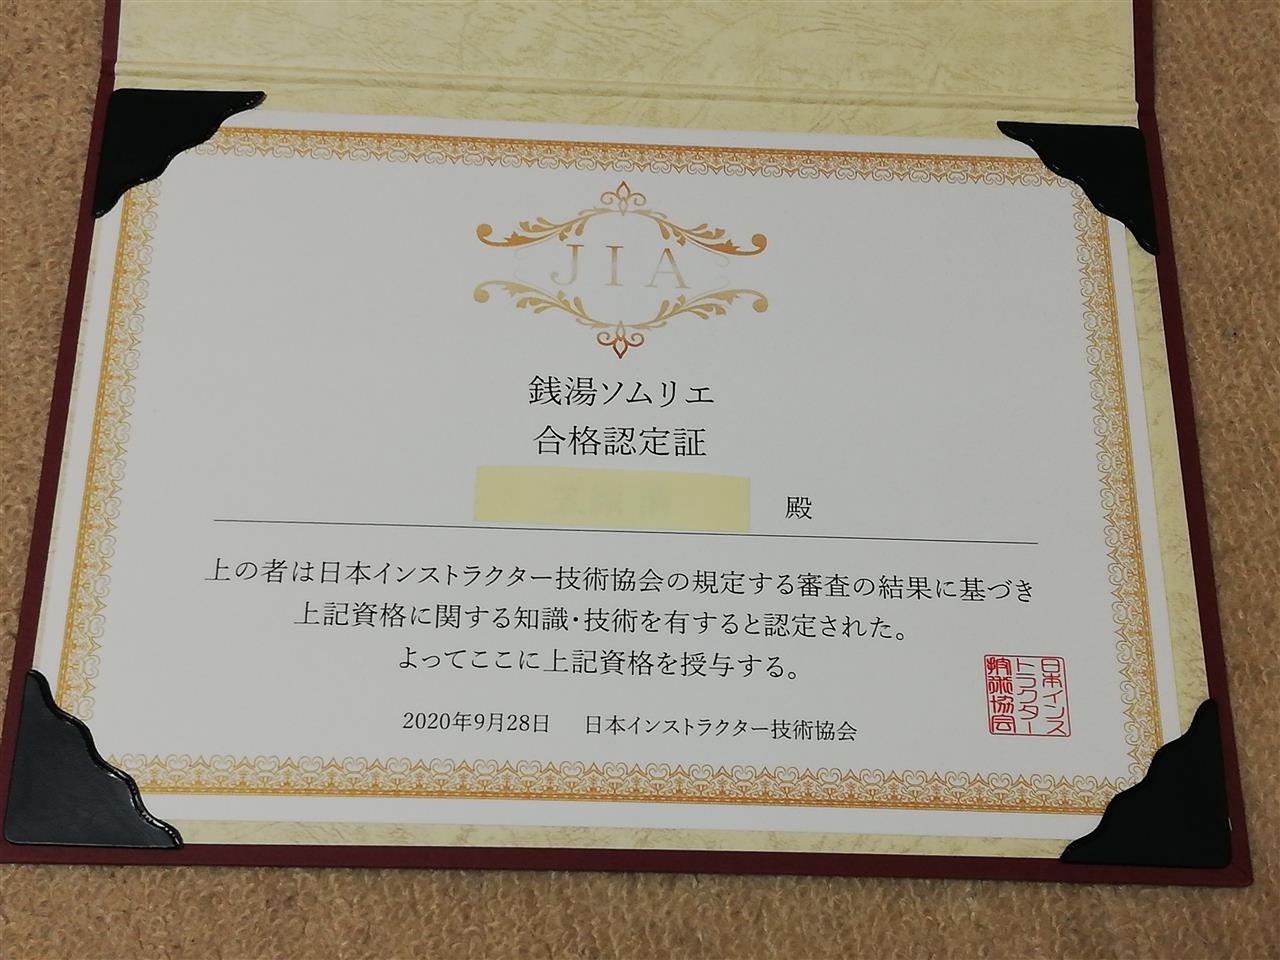 JIA
銭湯ソムリエ
合格認定証
殿
上の者は日本インストラクター技術協会の規定する審査の結果に基づき
上記資格に関する知識・技術を有すると認定された。
よってここに上記資格を授与する。
2020年9月28日 日本インストラクター技術協会
日本インス
トラクター
技術協会